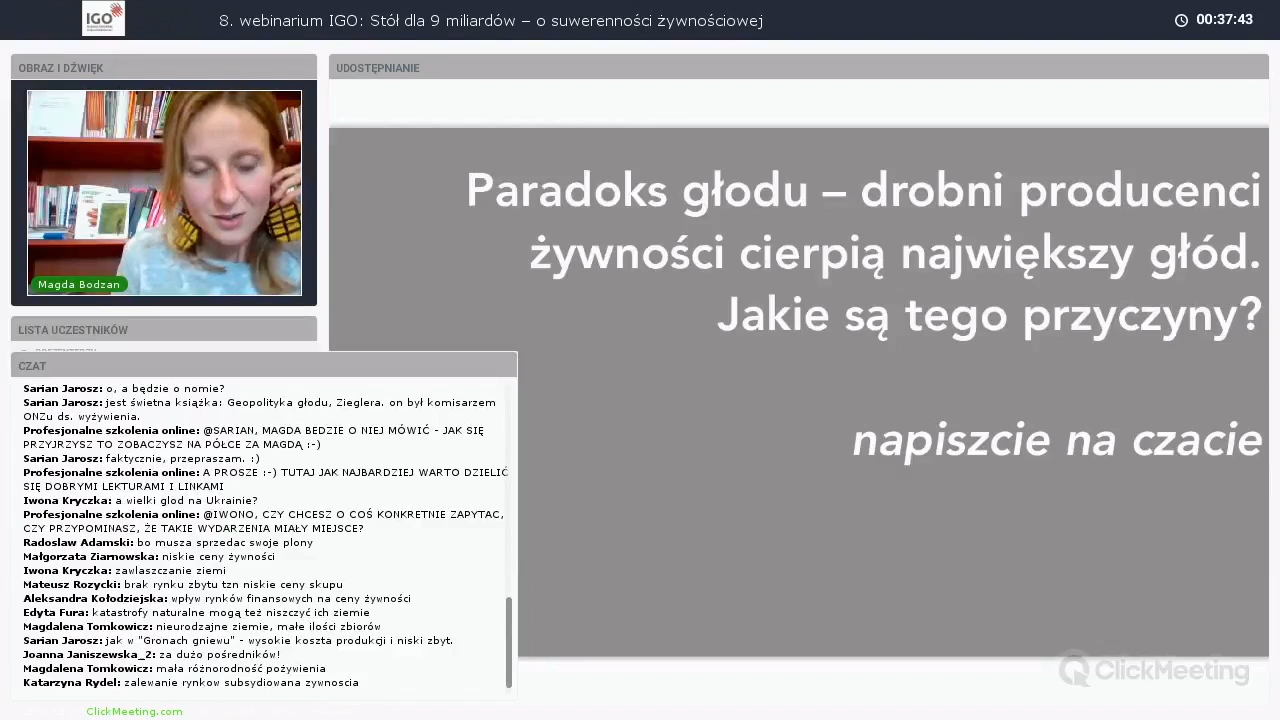 IGO
8. webinarium IGO: Stół dla 9 miliardów – o suwerenności żywnościowej
00:37:43
OBRAZ I DŹWIĘK
Magda Bodzan
LISTA UCZESTNIKÓW
CZAT
Sarian Jarosz: o, a będzie o nomie?
Sarian Jarosz: jest świetna książka: Geopolityka głodu, Zieglera. on był komisarzem
ONZu ds. wyżywienia.
Profesjonalne szkolenia online: @SARIAN, MAGDA BEDZIE O NIEJ MÓWIĆ - JAK SIĘ
PRZYJRZYSZ TO ZOBACZYSZ NA PÓŁCE ZA MAGDĄ :-)
Sarian Jarosz: faktycznie, przepraszam. :)
Profesjonalne szkolenia online: A PROSZE :-) TUTAJ JAK NAJBARDZIEJ WARTO DZIELIĆ
SIĘ DOBRYMI LEKTURAMI I LINKAMI
Iwona Kryczka: a wielki glod na Ukrainie?
Profesjonalne szkolenia online: @IWONO, CZY CHCESZ O COŚ KONKRETNIE ZAPYTAC,
CZY PRZYPOMINASZ, ŻE TAKIE WYDARZENIA MIAŁY MIEJSCE?
Radoslaw Adamski: bo musza sprzedac swoje plony
Małgorzata Ziarnowska: niskie ceny żywności
Iwona Kryczka: zawlaszczanie ziemi
Mateusz Rozycki: brak rynku zbytu tzn niskie ceny skupu
Aleksandra Kołodziejska: wpływ rynków finansowych na ceny żywności
Edyta Fura: katastrofy naturalne mogą też niszczyć ich ziemie
Magdalena Tomkowicz: nieurodzajne ziemie, małe ilości zbiorów
Sarian Jarosz: jak w "Gronach gniewu" - wysokie koszta produkcji i niski zbyt.
Joanna Janiszewska_2: za dużo pośredników!
Magdalena Tomkowicz: mała różnorodność pożywienia
Katarzyna Rydel: zalewanie rynkow subsydiowana zywnoscia
ClickMeeting.com
UDOSTĘPNIANIE
Paradoks głodu – drobni producenci
żywności cierpią największy głód.
Jakie są tego przyczyny?
napiszcie na czacie
ClickMeeting